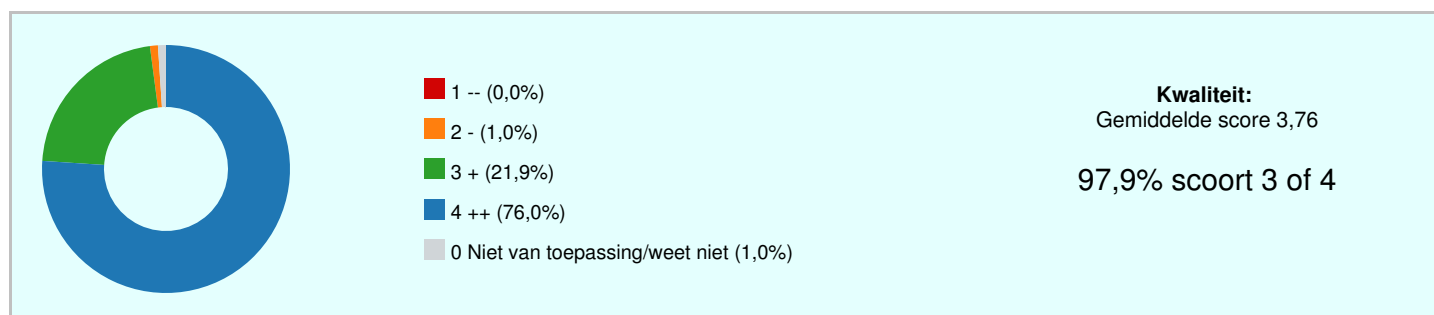 1 -- (0,0%)
2 - (1,0%)
3 + (21,9%)
4 ++ (76,0%)
0 Niet van toepassing/weet niet (1,0%)
Kwaliteit:
Gemiddelde score 3,76
97,9% scoort 3 of 4